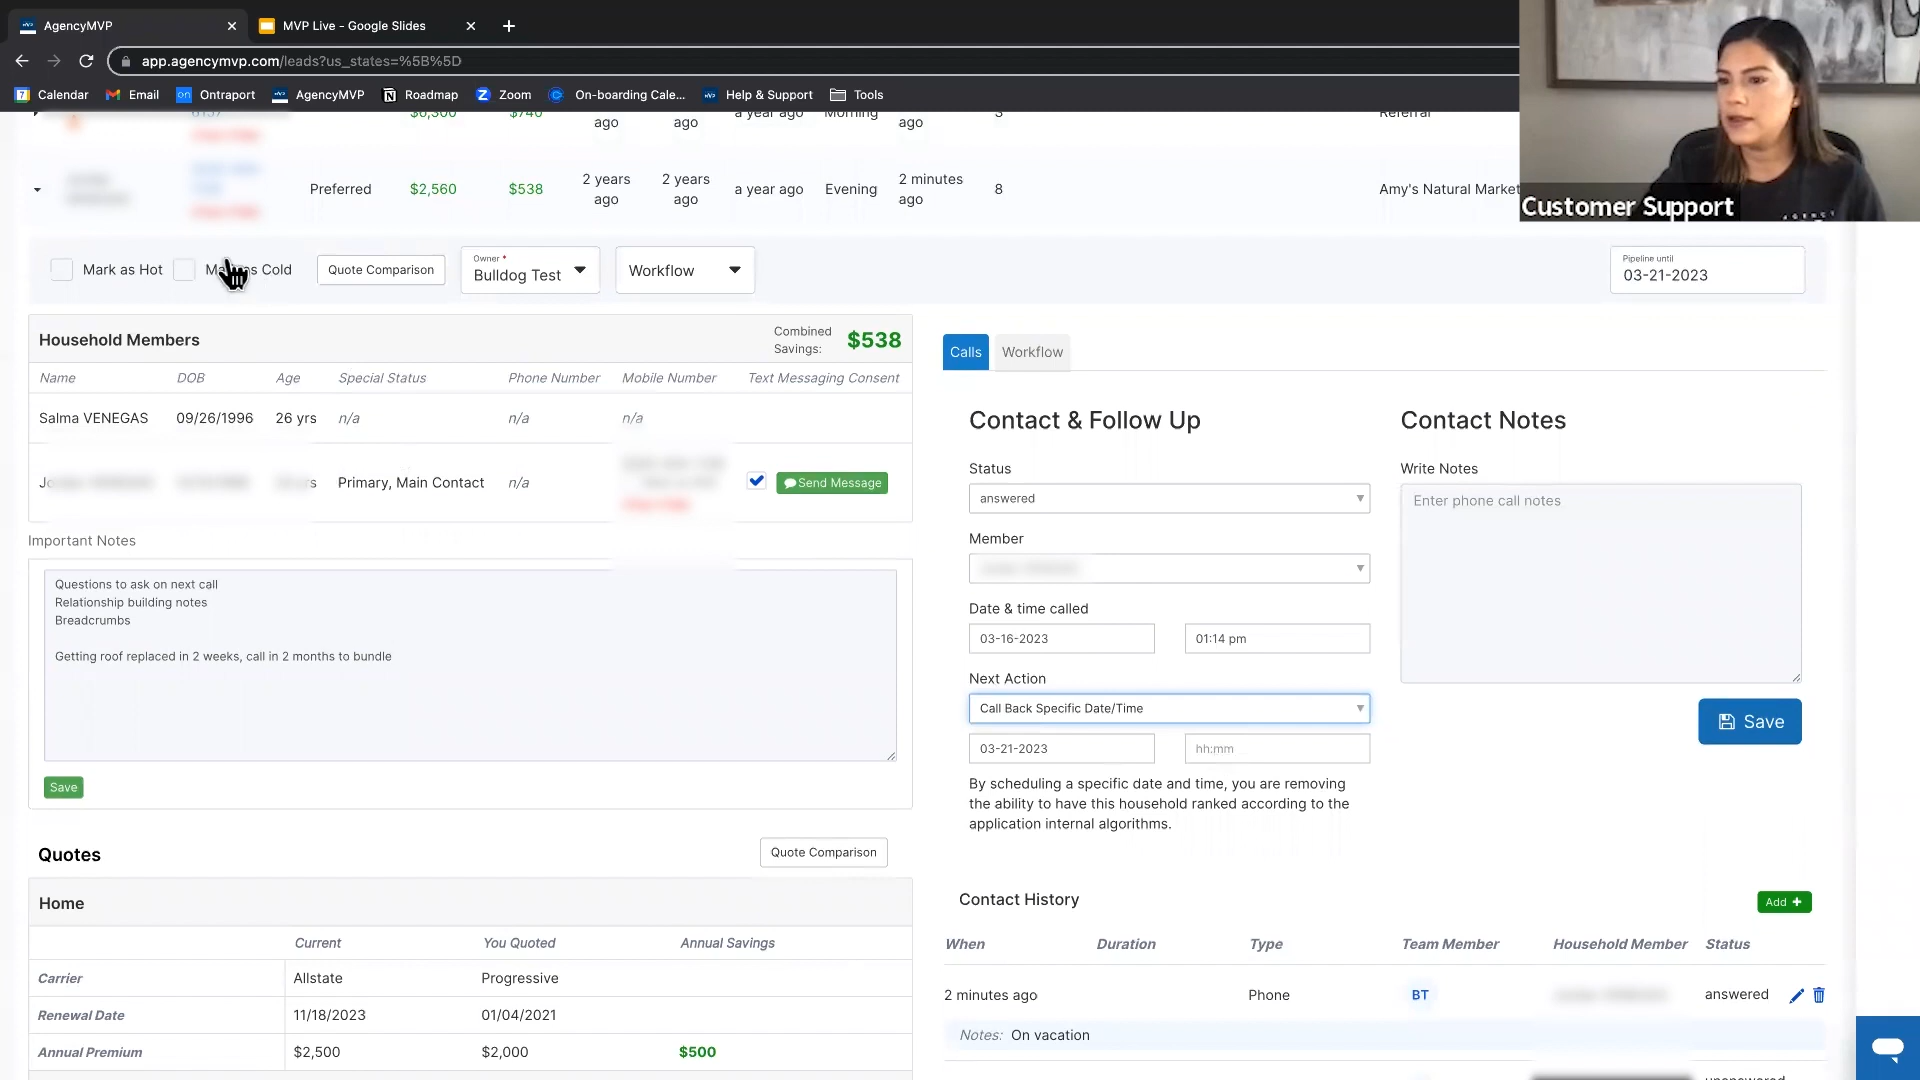 AgencyMVP
MVP Live - Google Slides
app.agencymvp.com/leads?us_states=%5B%5D
Calendar
Email
Ontraport
AgencyMVP
Roadmap
Zoom
On-boarding Cale...
Help & Support
Tools
$6,300 $740 ago ago a year ago Morning ago 3 Referral
Preferred $2,560 $538 2 years ago 2 years ago a year ago Evening 2 minutes ago 8 Amy's Natural Market
Customer Support
Mark as Hot
Cold
Quote Comparison
Owner *
Bulldog Test
Workflow
Pipeline until
03-21-2023
Household Members
Combined Savings: $538
Name DOB Age Special Status Phone Number Mobile Number Text Messaging Consent
Salma VENEGAS 09/26/1996 26 yrs n/a n/a n/a
Primary, Main Contact n/a Send Message
Important Notes
Questions to ask on next call
Relationship building notes
Breadcrumbs
Getting roof replaced in 2 weeks, call in 2 months to bundle
Save
Quotes
Quote Comparison
Home
Current You Quoted Annual Savings
Carrier Allstate Progressive
Renewal Date 11/18/2023 01/04/2021
Annual Premium $2,500 $2,000 $500
Calls
Workflow
Contact & Follow Up
Status
answered
Member
Date & time called
03-16-2023 01:14 pm
Next Action
Call Back Specific Date/Time
03-21-2023 hh:mm
By scheduling a specific date and time, you are removing
the ability to have this household ranked according to the
application internal algorithms.
Contact Notes
Write Notes
Enter phone call notes
Save
Contact History
Add +
When Duration Type Team Member Household Member Status
2 minutes ago Phone BT answered
Notes: On vacation